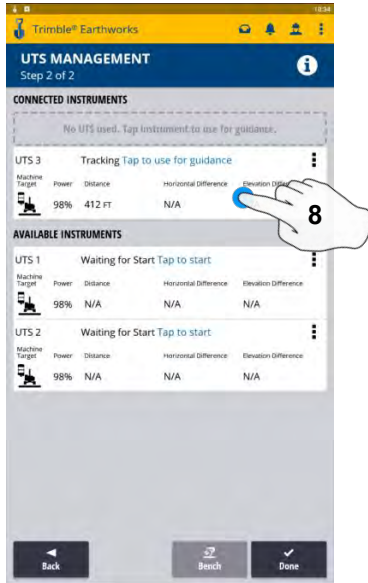 18:34
Trimble® Earthworks
UTS MANAGEMENT
Step 2 of 2
CONNECTED INSTRUMENTS
No UTS used. Tap instrument to use for guidance.
UTS 3 Tracking Tap to use for guidance
Machine Target Power Distance Horizontal Difference Elevation
98% 412 FT N/A
8
AVAILABLE INSTRUMENTS
UTS 1 Waiting for Start Tap to start
Machine Target Power Distance Horizontal Difference Elevation Difference
98% N/A N/A N/A
UTS 2 Waiting for Start Tap to start
Machine Target Power Distance Horizontal Difference Elevation Difference
98% N/A N/A N/A
Back Bench Done